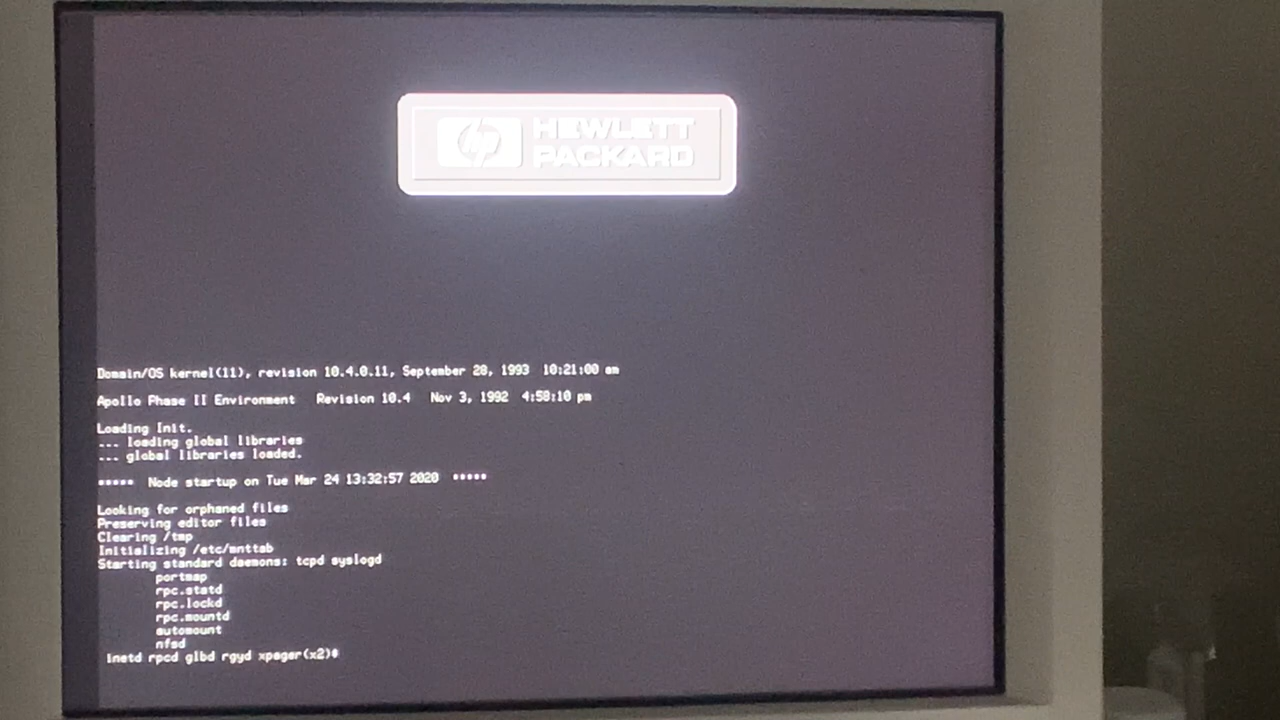 hp HEWLETT
PACKARD
Domain/OS kernel(11), revision 10.4.0.11, September 28, 1993 10:21:00 am
Apollo Phase II Environment Revision 10.4 Nov 3, 1992 4:58:10 pm
Loading Init.
... loading global libraries
... global libraries loaded.
***** Node startup on Tue Mar 24 13:32:57 2020 *****
Looking for orphaned files
Preserving editor files
Clearing /tmp
Initializing /etc/mnttab
Starting standard daemons: tcpd syslogd
portmap
rpc.statd
rpc.lockd
rpc.mountd
automount
nfsd
inetd rpcd glbd rgyd xpager(x2)